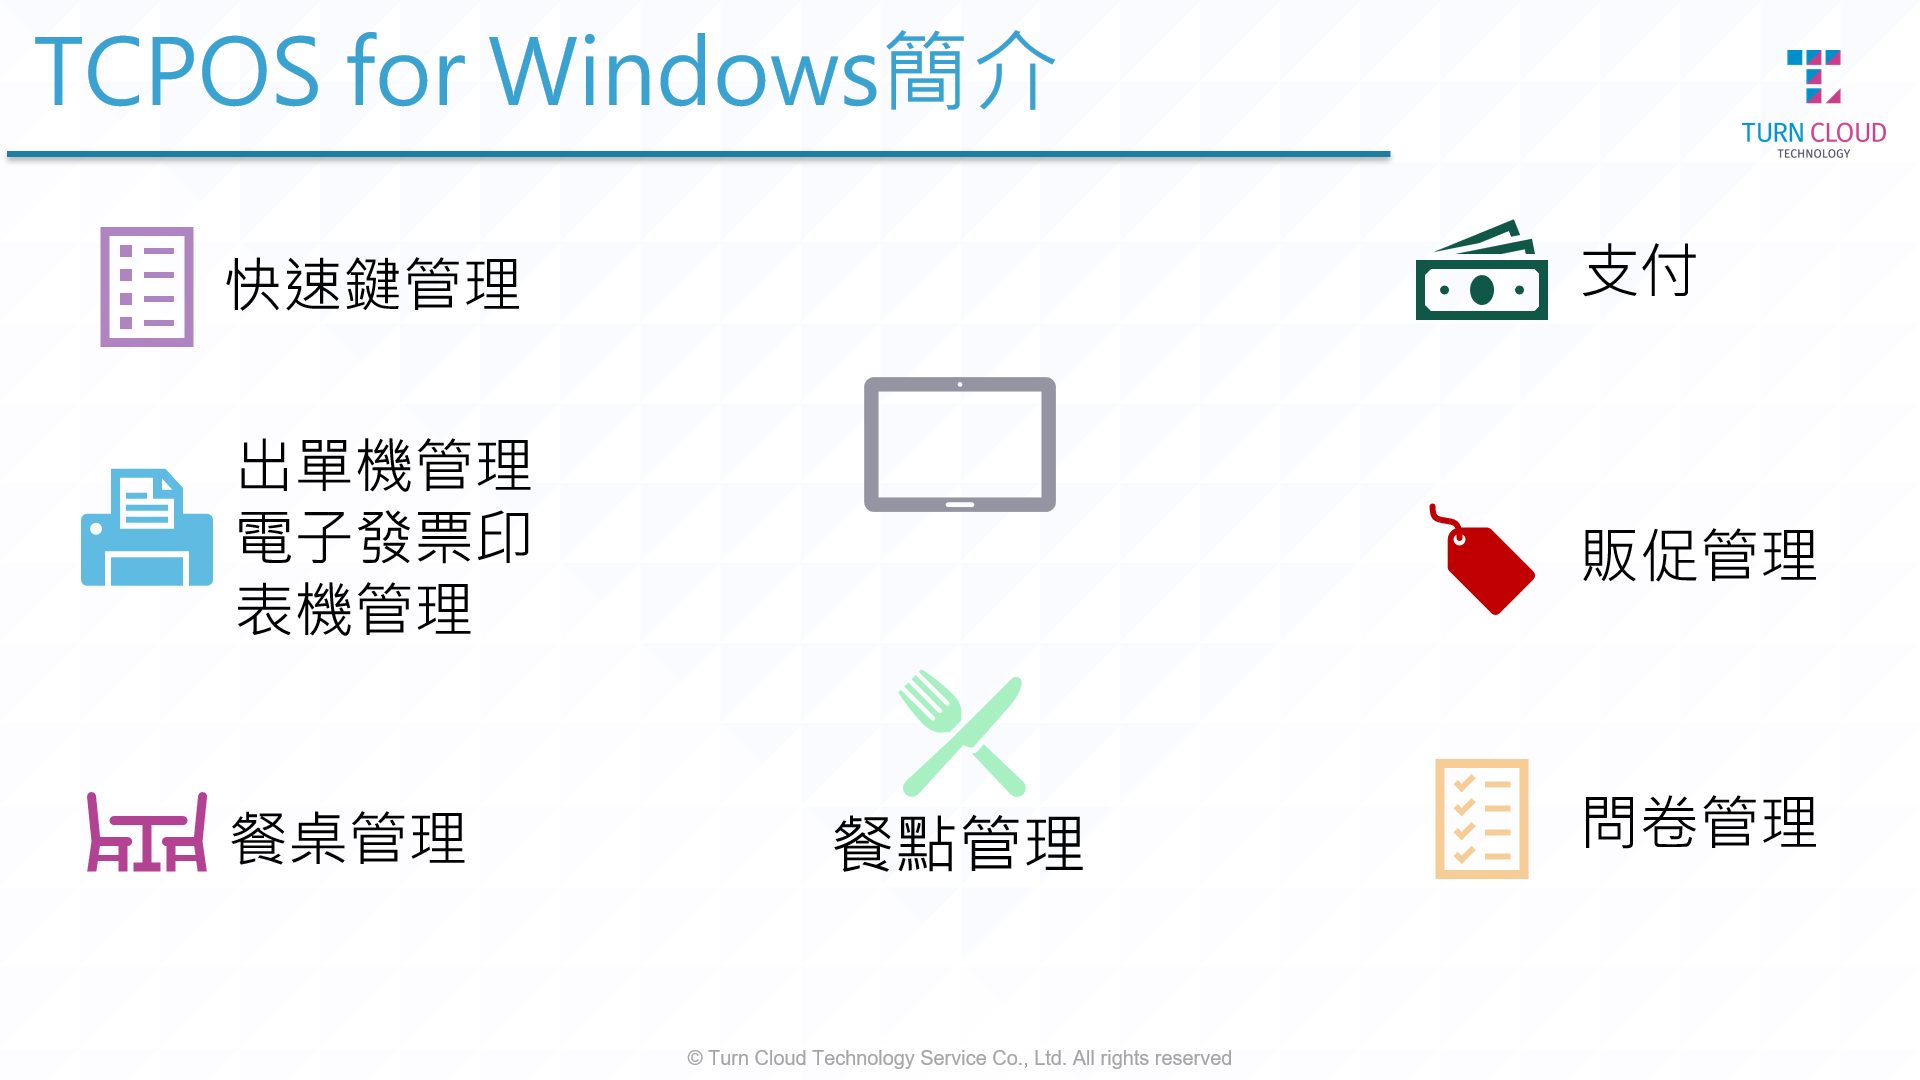 TCPOS for Windows簡介
TURN CLOUD
TECHNOLOGY
快速鍵管理
支付
出單機管理
電子發票印
表機管理
販促管理
餐桌管理
餐點管理
問卷管理
© Turn Cloud Technology Service Co., Ltd. All rights reserved